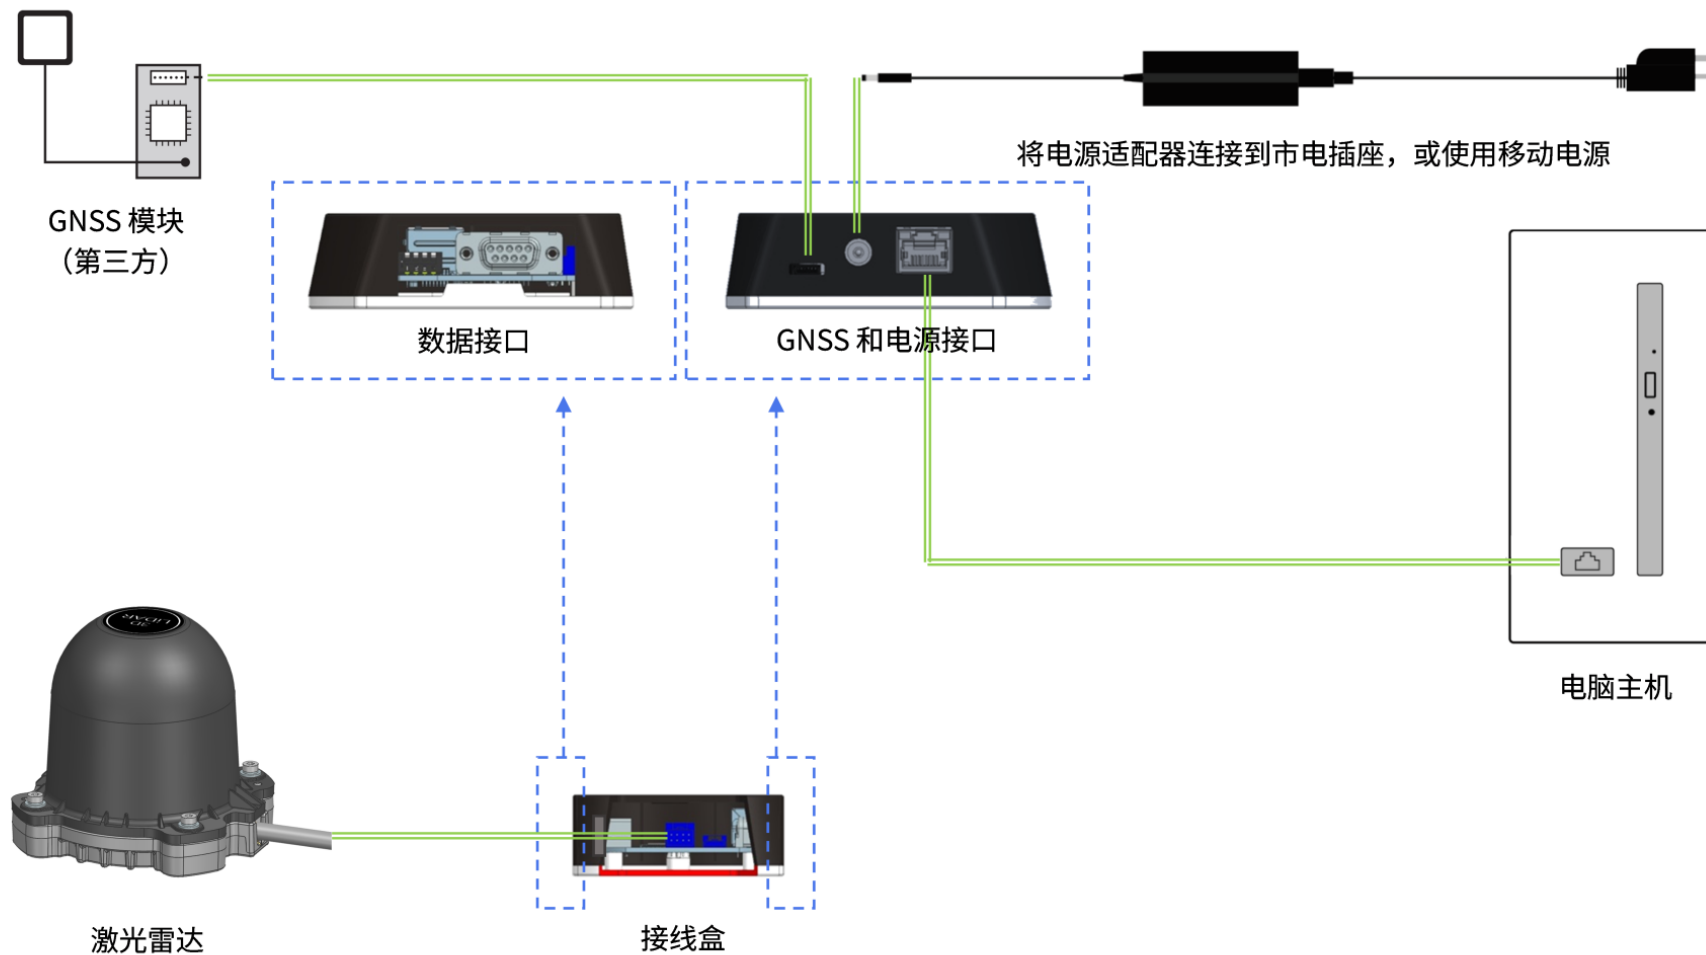 将电源适配器连接到市电插座，或使用移动电源
GNSS 模块
（第三方）
数据接口
GNSS 和电源接口
电脑主机
3D
LiDAR
激光雷达
接线盒